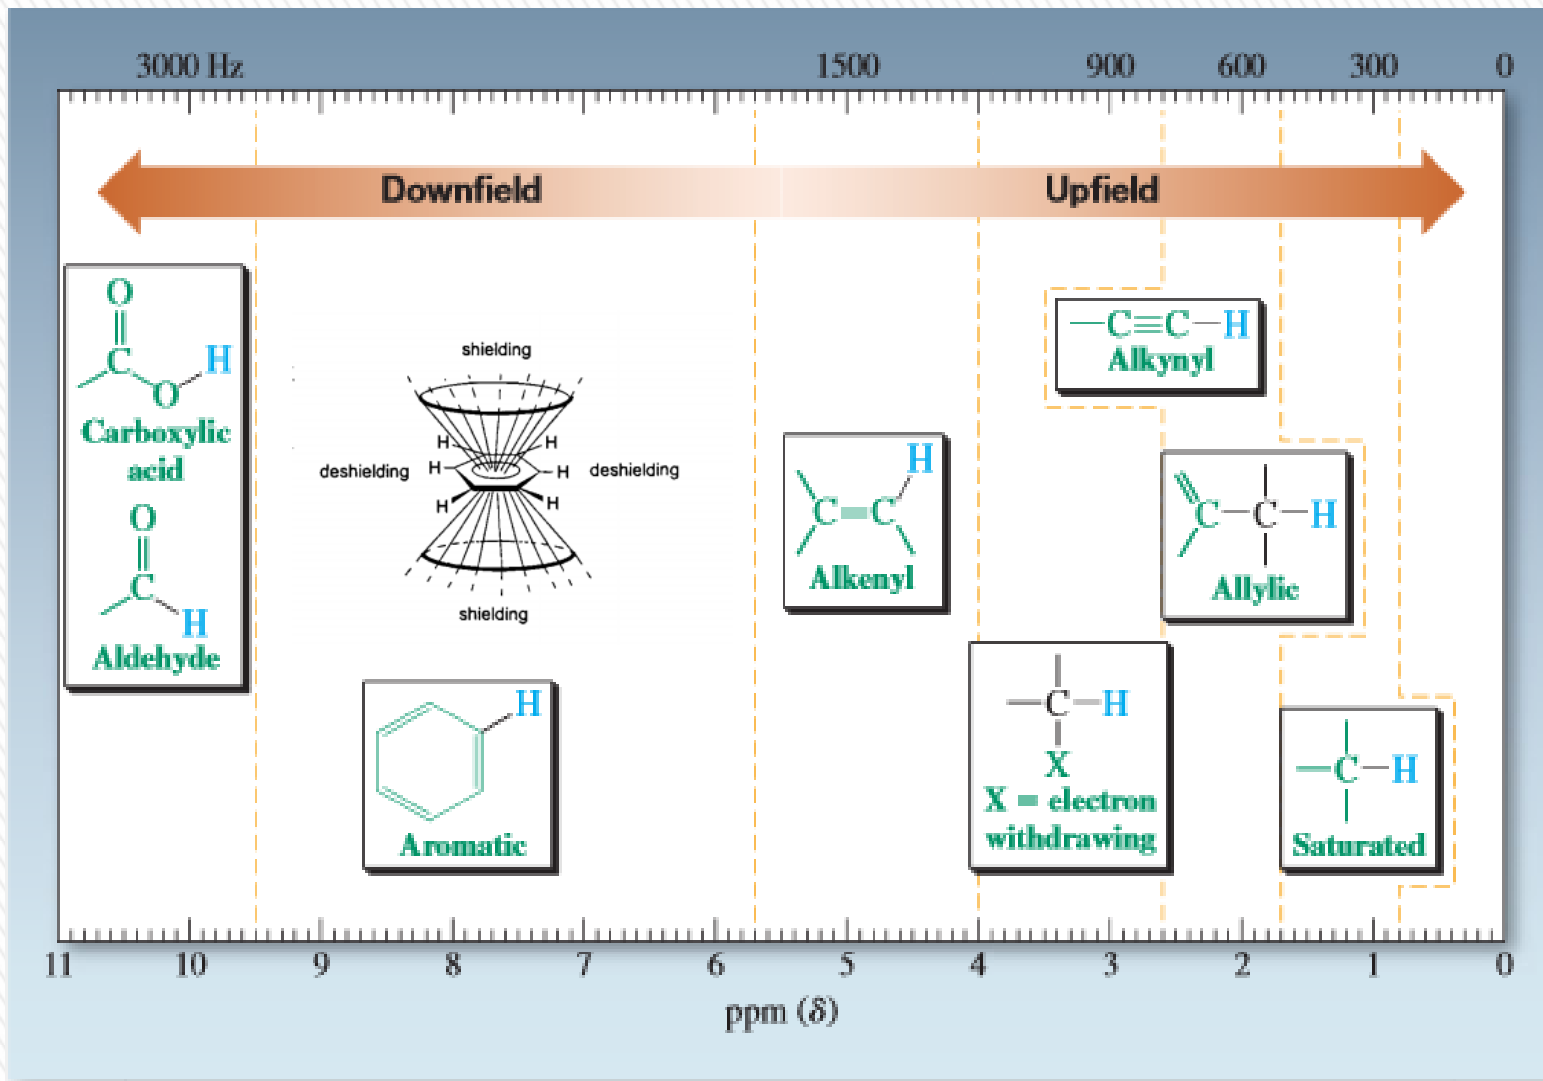 3000 Hz 1500 900 600 300 0
Downfield Upfield
O
C
O
H
Carboxylic
acid
O
C
H
Aldehyde
shielding
H H
deshielding H H deshielding
H H
shielding
H
Aromatic
H
C=C
Alkenyl
—C≡C—H
Alkynyl
C—C—H
Allylic
—C—H
X
X = electron
withdrawing
—C—H
Saturated
11 10 9 8 7 6 5 4 3 2 1 0
ppm (δ)